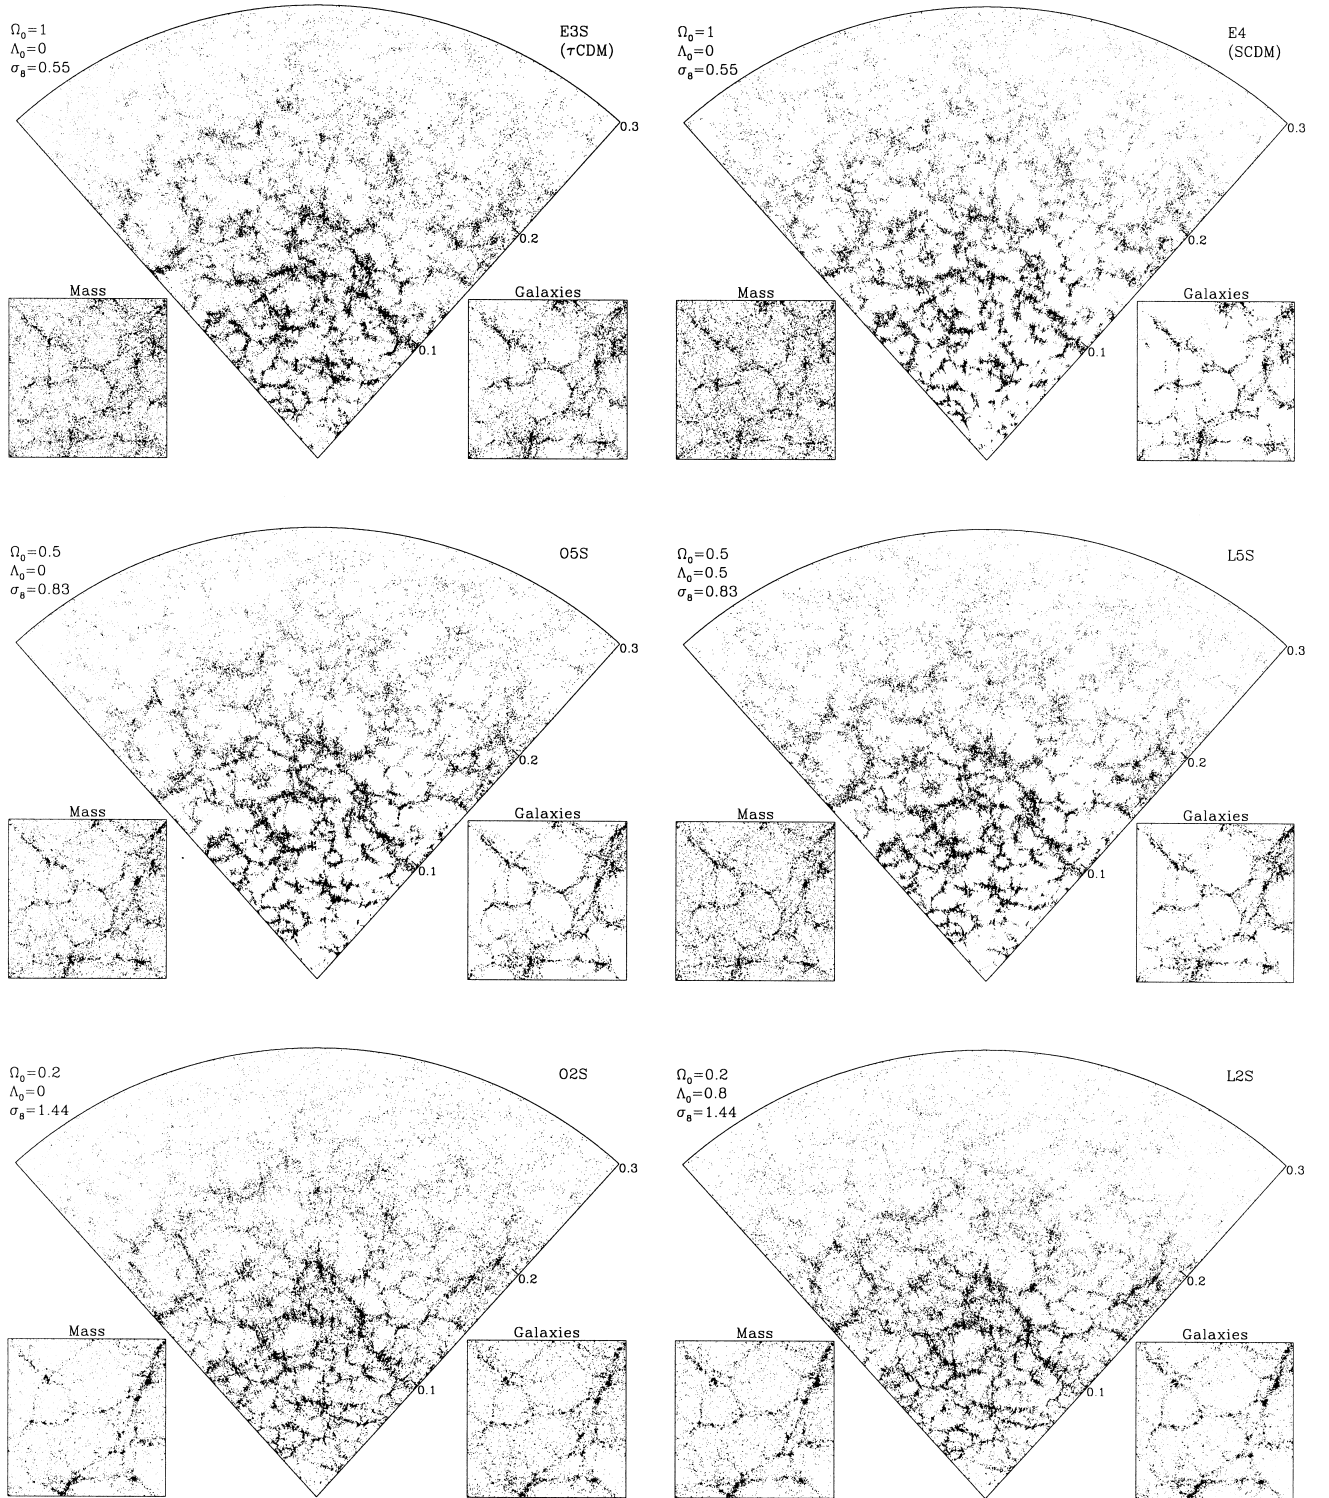 Ω₀=1
Λ₀=0
σ₈=0.55
E3S
(τCDM)
0.3
0.2
0.1
Mass
Galaxies
Ω₀=1
Λ₀=0
σ₈=0.55
E4
(SCDM)
0.3
0.2
0.1
Mass
Galaxies
Ω₀=0.5
Λ₀=0
σ₈=0.83
O5S
0.3
0.2
0.1
Mass
Galaxies
Ω₀=0.5
Λ₀=0.5
σ₈=0.83
L5S
0.3
0.2
0.1
Mass
Galaxies
Ω₀=0.2
Λ₀=0
σ₈=1.44
O2S
0.3
0.2
0.1
Mass
Galaxies
Ω₀=0.2
Λ₀=0.8
σ₈=1.44
L2S
0.3
0.2
0.1
Mass
Galaxies